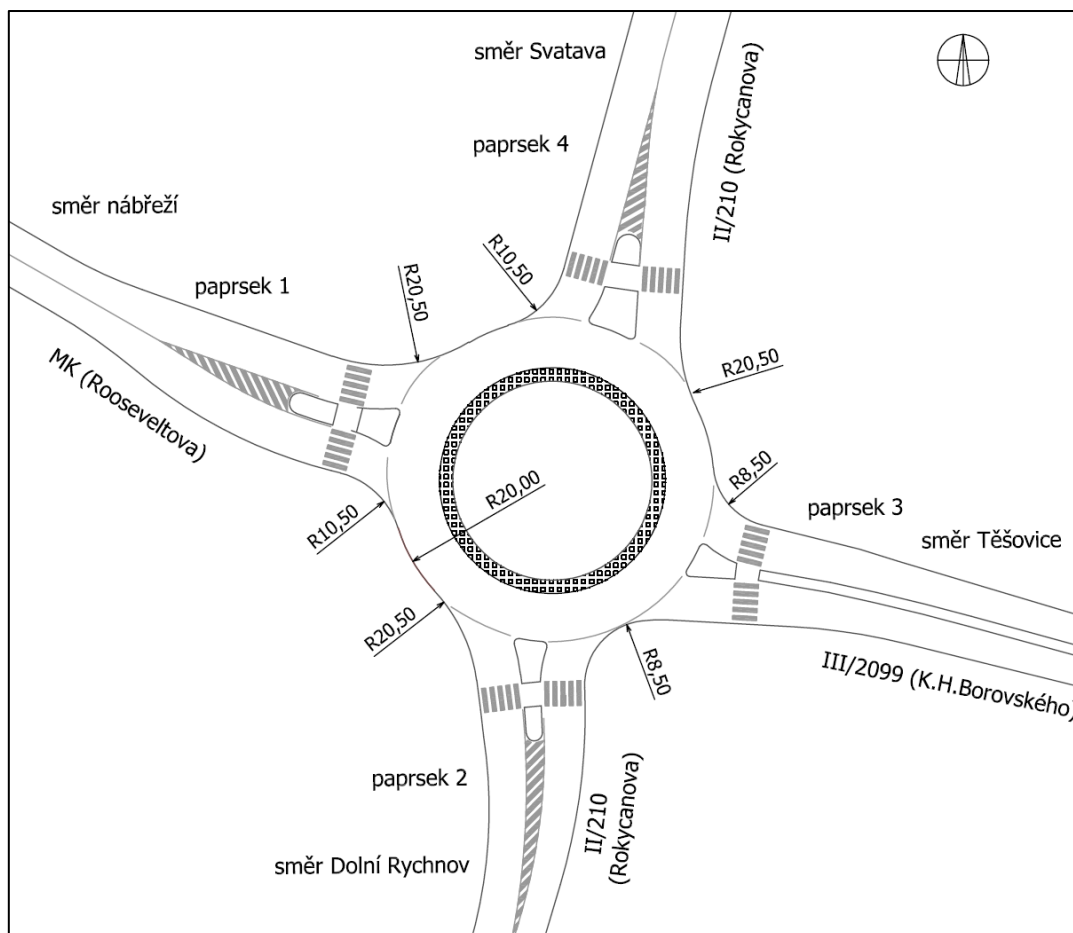 směr Svatava
II/210 (Rokycanova)
paprsek 4
směr nábřeží
R10,50
R20,50
paprsek 1
R20,50
MK (Rooseveltova)
R20,00
R8,50
paprsek 3
směr Těšovice
R10,50
R20,50
R8,50
III/2099 (K.H.Borovského)
paprsek 2
II/210
(Rokycanova)
směr Dolní Rychnov